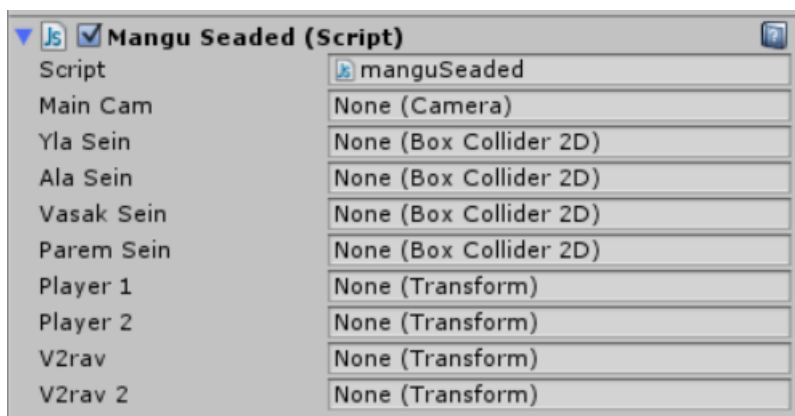 Mangu Seaded (Script)
Script manguSeaded
Main Cam None (Camera)
Yla Sein None (Box Collider 2D)
Ala Sein None (Box Collider 2D)
Vasak Sein None (Box Collider 2D)
Parem Sein None (Box Collider 2D)
Player 1 None (Transform)
Player 2 None (Transform)
V2rav None (Transform)
V2rav 2 None (Transform)